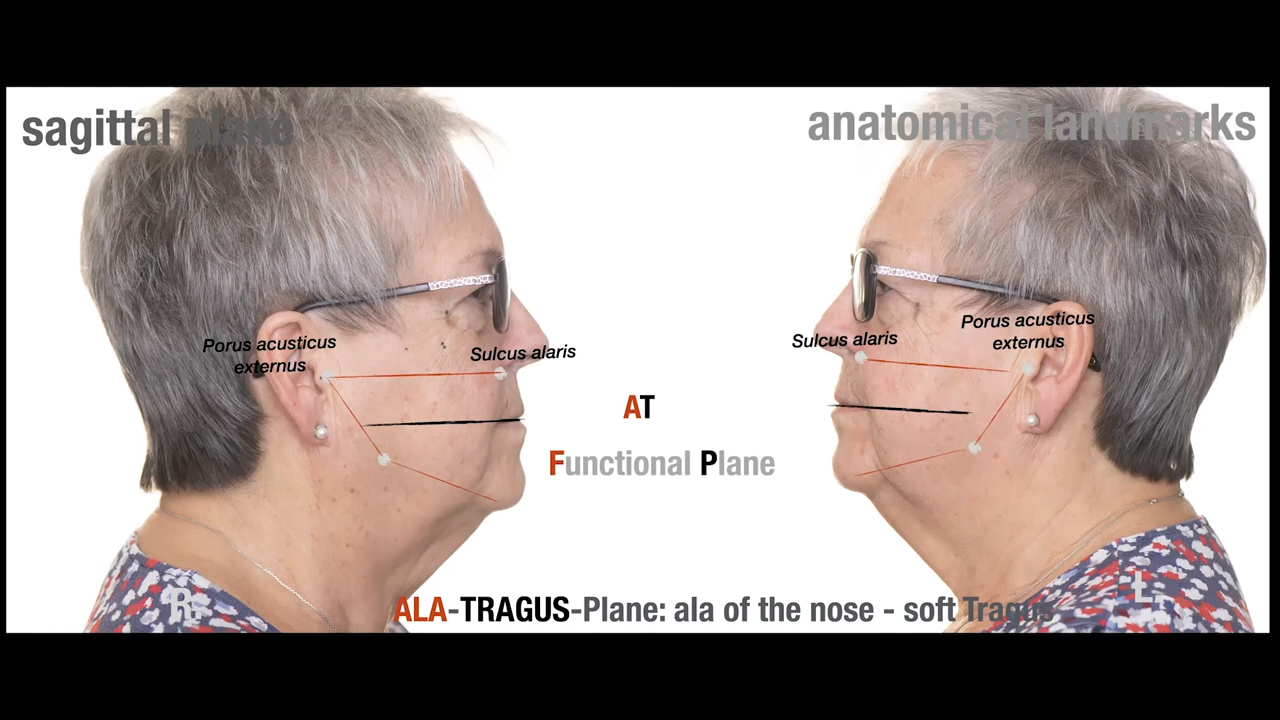 sagittal plane
anatomical landmarks
Porus acusticus
externus
Sulcus alaris
Sulcus alaris
Porus acusticus
externus
AT
Functional Plane
R
L
ALA-TRAGUS-Plane: ala of the nose - soft Tragus